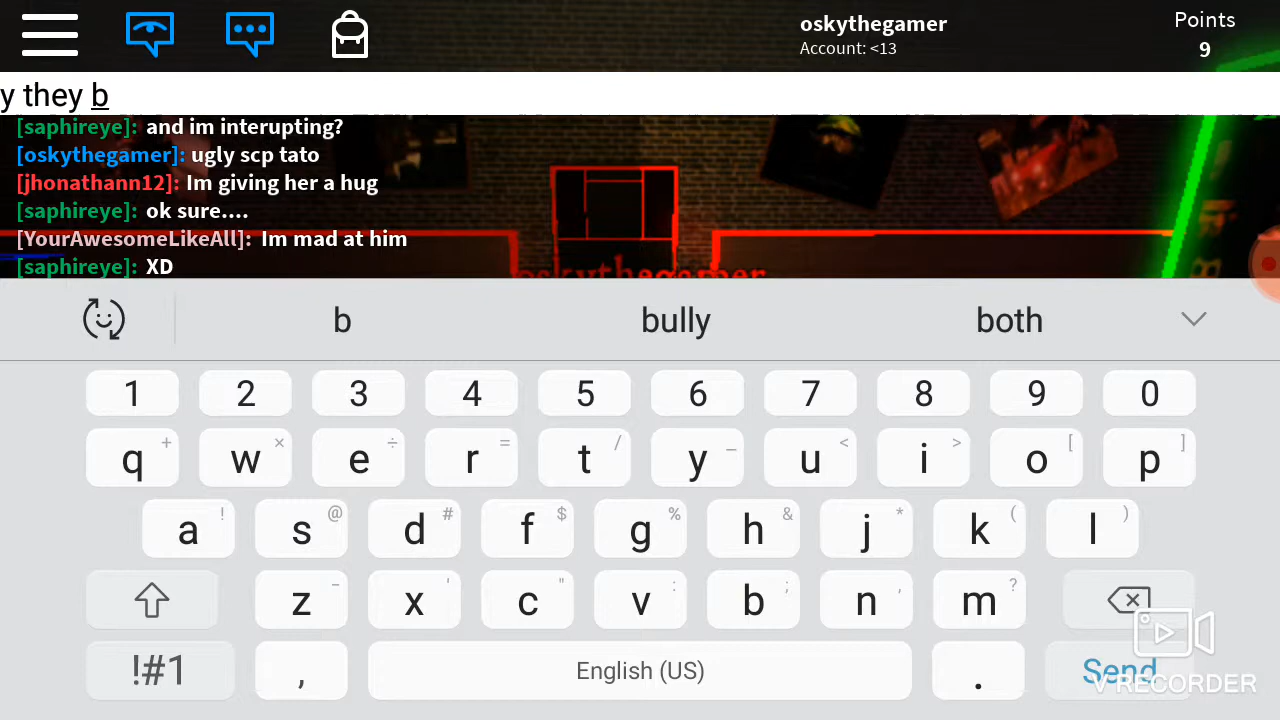 oskythegamer
Account: <13
Points
9
y they b
[saphireye]: and im interupting?
[oskythegamer]: ugly scp tato
[jhonathann12]: Im giving her a hug
[saphireye]: ok sure....
[YourAwesomeLikeAll]: Im mad at him
[saphireye]: XD
oskythegamer
b bully both
1 2 3 4 5 6 7 8 9 0
q + w × e ÷ r = t / y _ u < i > o [ p ]
a ! s @ d # f $ g % h & j * k ( l )
z - x ' c " v : b ; n , m ?
!#1 , English (US) . Send
V RECORDER